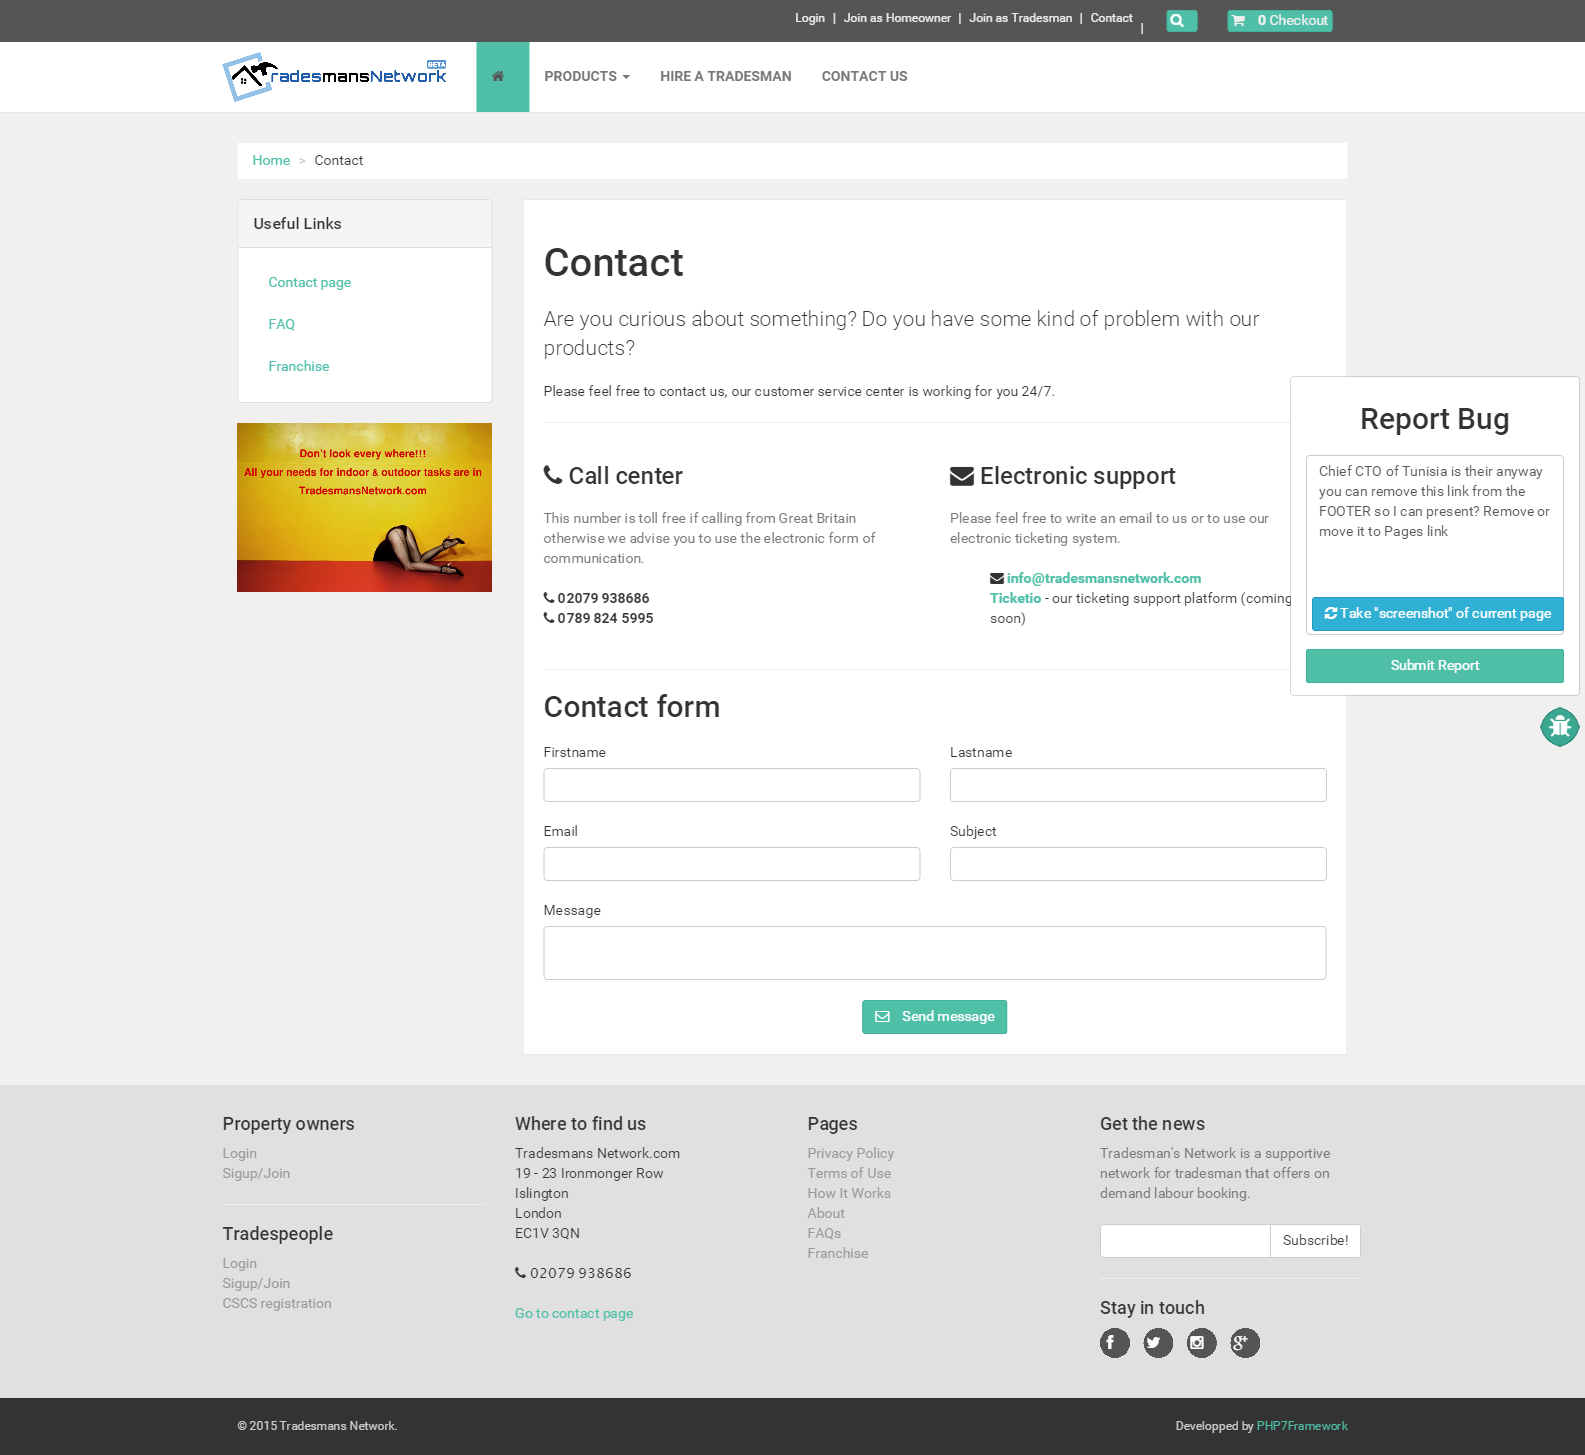 Login | Join as Homeowner | Join as Tradesman | Contact |
0 Checkout
TradesmansNetwork
BETA
PRODUCTS
HIRE A TRADESMAN
CONTACT US
Home > Contact
Useful Links
Contact page
FAQ
Franchise
Don't look every where!!!
All your needs for indoor & outdoor tasks are in
TradesmansNetwork.com
Contact
Are you curious about something? Do you have some kind of problem with our
products?
Please feel free to contact us, our customer service center is working for you 24/7.
Call center
This number is toll free if calling from Great Britain
otherwise we advise you to use the electronic form of
communication.
02079 938686
0789 824 5995
Electronic support
Please feel free to write an email to us or to use our
electronic ticketing system.
info@tradesmansnetwork.com
Ticketio - our ticketing support platform (coming
soon)
Report Bug
Chief CTO of Tunisia is their anyway
you can remove this link from the
FOOTER so I can present? Remove or
move it to Pages link
Take "screenshot" of current page
Submit Report
Contact form
Firstname
Lastname
Email
Subject
Message
Send message
Property owners
Login
Sigup/Join
Tradespeople
Login
Sigup/Join
CSCS registration
Where to find us
Tradesmans Network.com
19 - 23 Ironmonger Row
Islington
London
EC1V 3QN
02079 938686
Go to contact page
Pages
Privacy Policy
Terms of Use
How It Works
About
FAQs
Franchise
Get the news
Tradesman's Network is a supportive
network for tradesman that offers on
demand labour booking.
Subscribe!
Stay in touch
© 2015 Tradesmans Network.
Developped by PHP7Framework